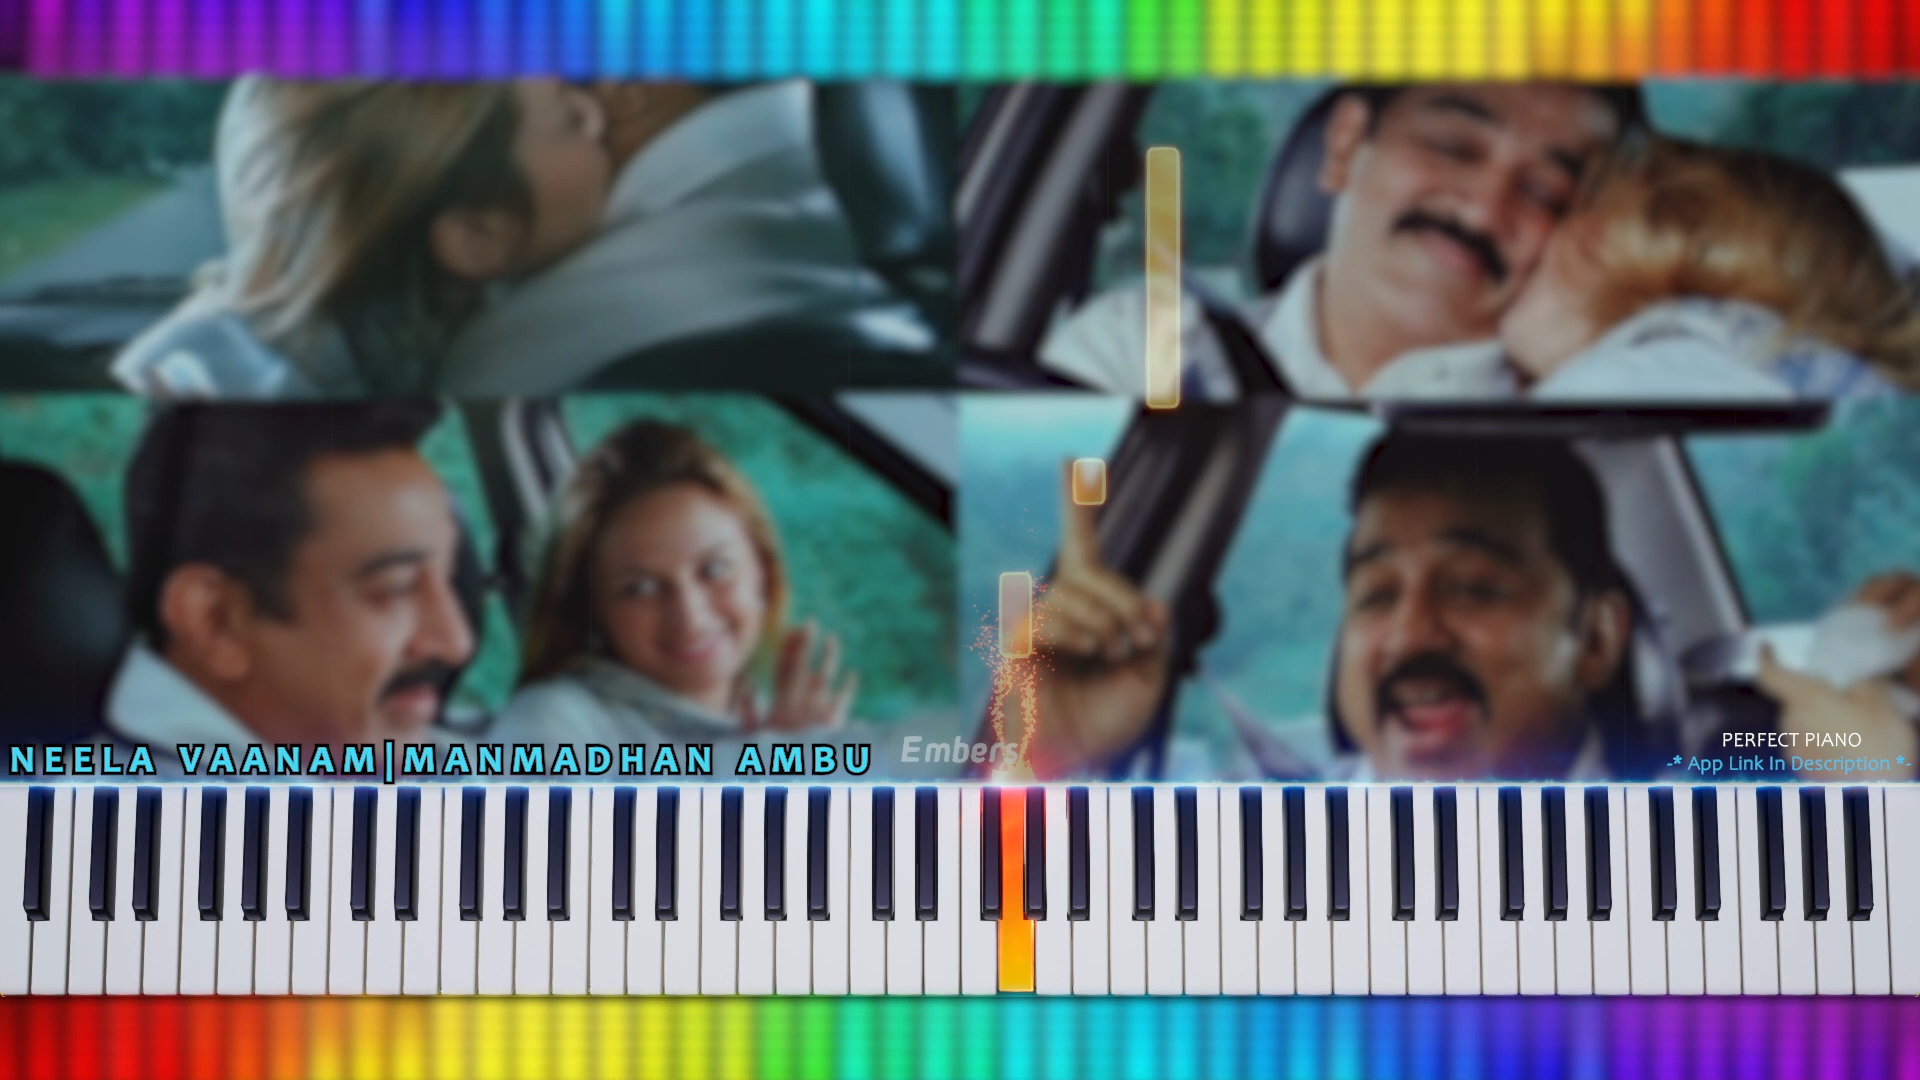 NEELA VAANAM|MANMADHAN AMBU
Embers
PERFECT PIANO
-* App Link In Description *-